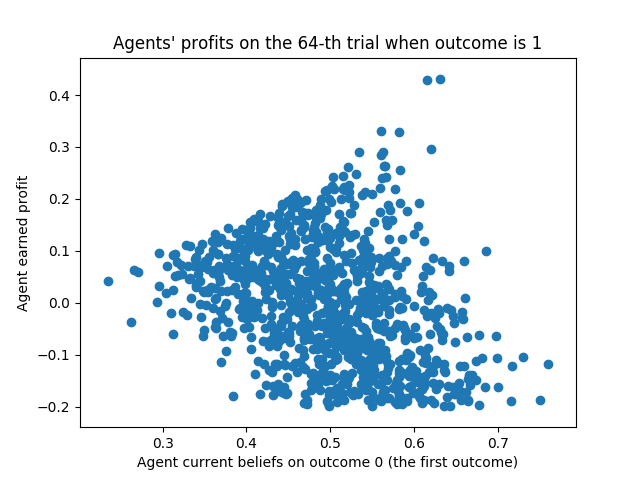 Agents' profits on the 64-th trial when outcome is 1
Agent earned profit
0.4
0.3
0.2
0.1
0.0
−0.1
−0.2
0.3 0.4 0.5 0.6 0.7
Agent current beliefs on outcome 0 (the first outcome)